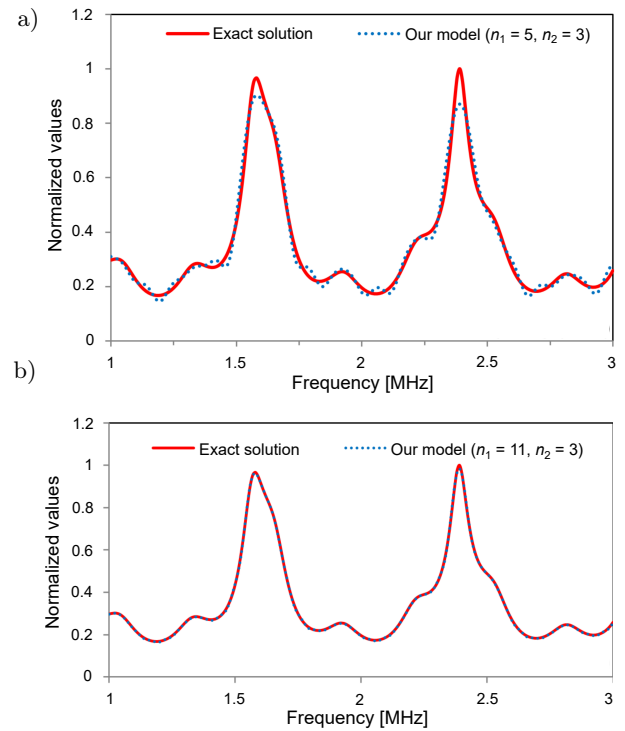 a)
1.2
Exact solution
Our model (n₁ = 5, n₂ = 3)
1
0.8
0.6
0.4
0.2
0
Normalized values
1
1.5
2
2.5
3
Frequency [MHz]
b)
1.2
Exact solution
Our model (n₁ = 11, n₂ = 3)
1
0.8
0.6
0.4
0.2
0
Normalized values
1
1.5
2
2.5
3
Frequency [MHz]